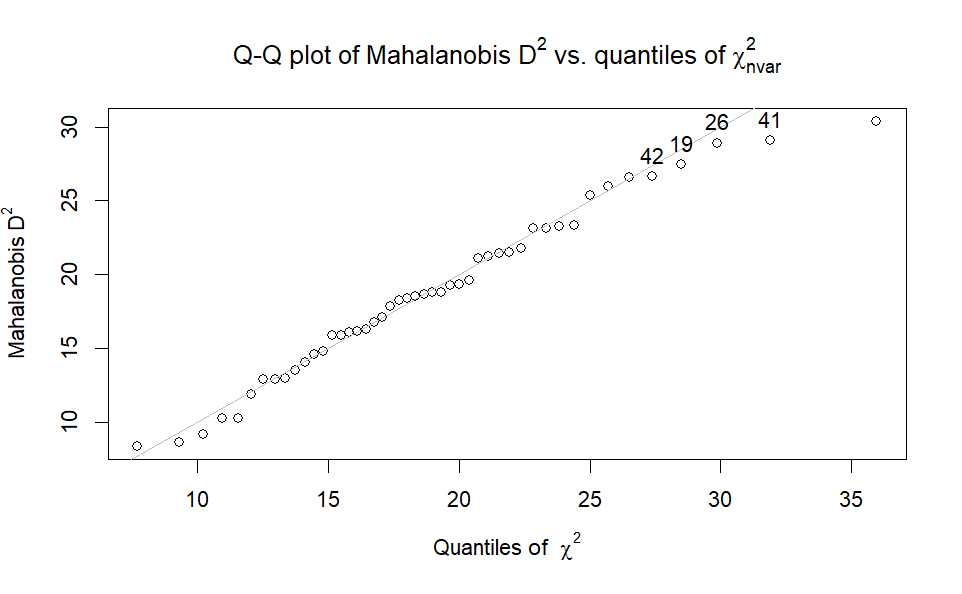 Q-Q plot of Mahalanobis D² vs. quantiles of χ²nvar
30
25
20
15
10
Mahalanobis D²
42 19 26 41
10 15 20 25 30 35
Quantiles of χ²